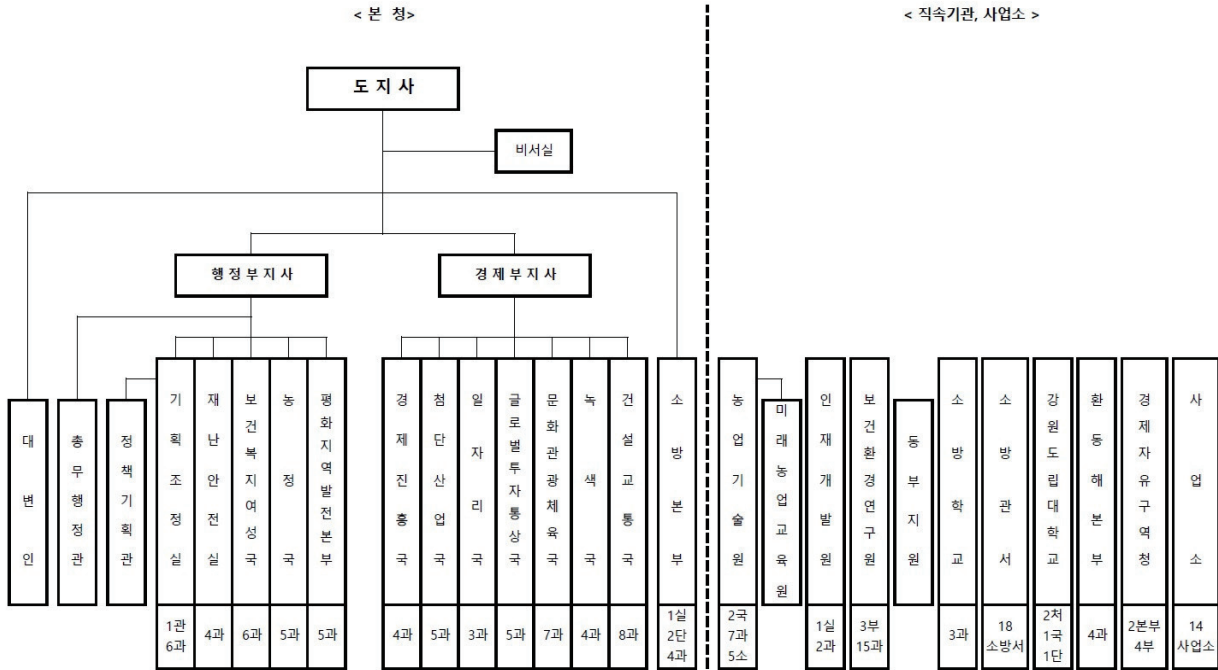 < 본 청>
< 직속기관, 사업소 >
도 지 사
비서실
행 정 부 지 사
경 제 부 지 사
대변인
총무행정관
정책기획관
기획조정실
1관
6과
재난안전실
4과
보건복지여성국
6과
농정국
5과
평화지역발전본부
5과
경제진흥국
4과
첨단산업국
5과
일자리국
3과
글로벌투자통상국
5과
문화관광체육국
7과
녹색국
4과
건설교통국
8과
소방본부
1실
2단
4과
농업기술원
2국
7과
5소
미래농업교육원
인재개발원
1실
2과
보건환경연구원
3부
15과
동부지원
소방학교
3과
소방관서
18
소방서
강원도립대학교
2처
1국
1단
환동해본부
4과
경제자유구역청
2본부
4부
사업소
14
사업소